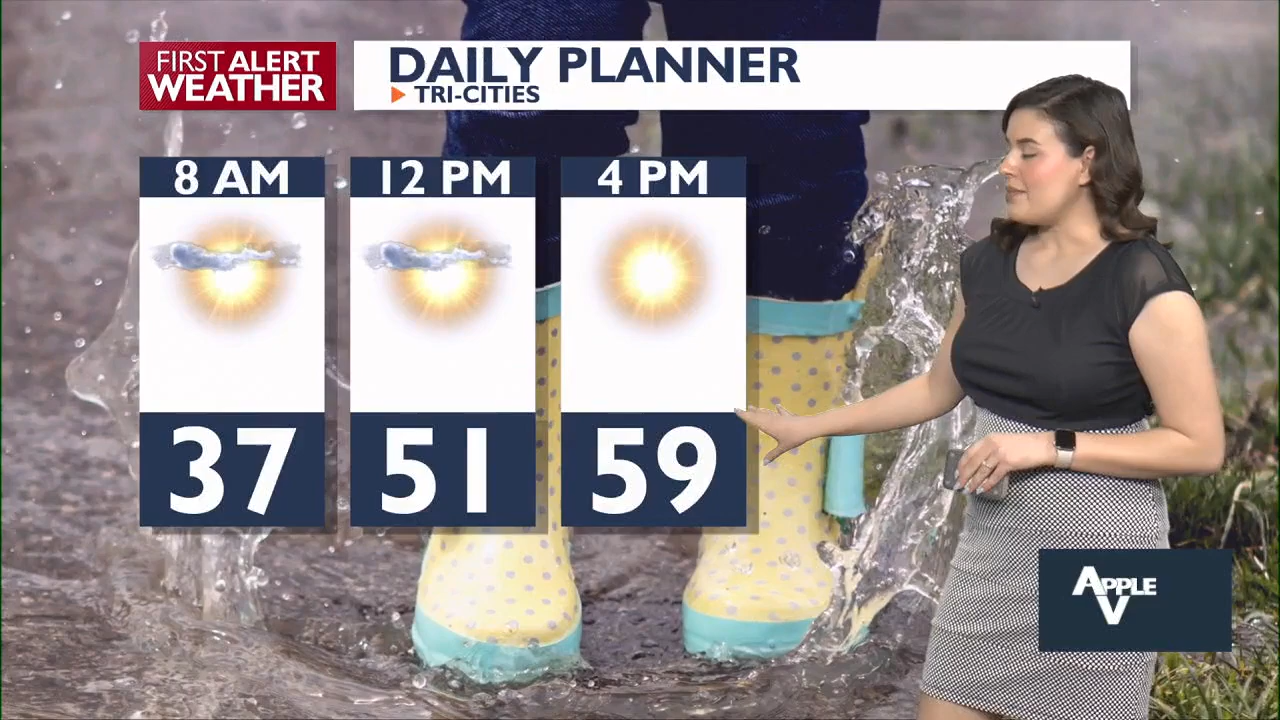 FIRST ALERT
WEATHER
DAILY PLANNER
TRI-CITIES
8 AM
12 PM
4 PM
37
51
59
APPLE
V